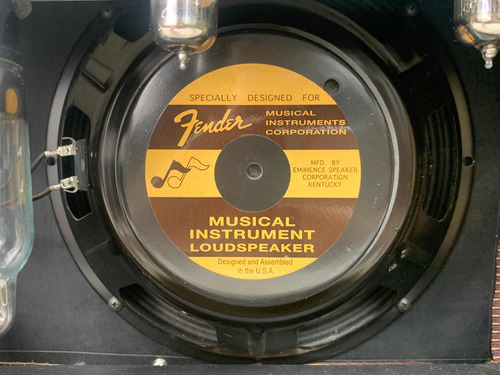 SPECIALLY DESIGNED FOR
Fender
MUSICAL
INSTRUMENTS
CORPORATION
MFD. BY
EMIMENCE SPEAKER
CORPORATION
KENTUCKY
MUSICAL
INSTRUMENT
LOUDSPEAKER
Designed and Assembled
in the U.S.A.